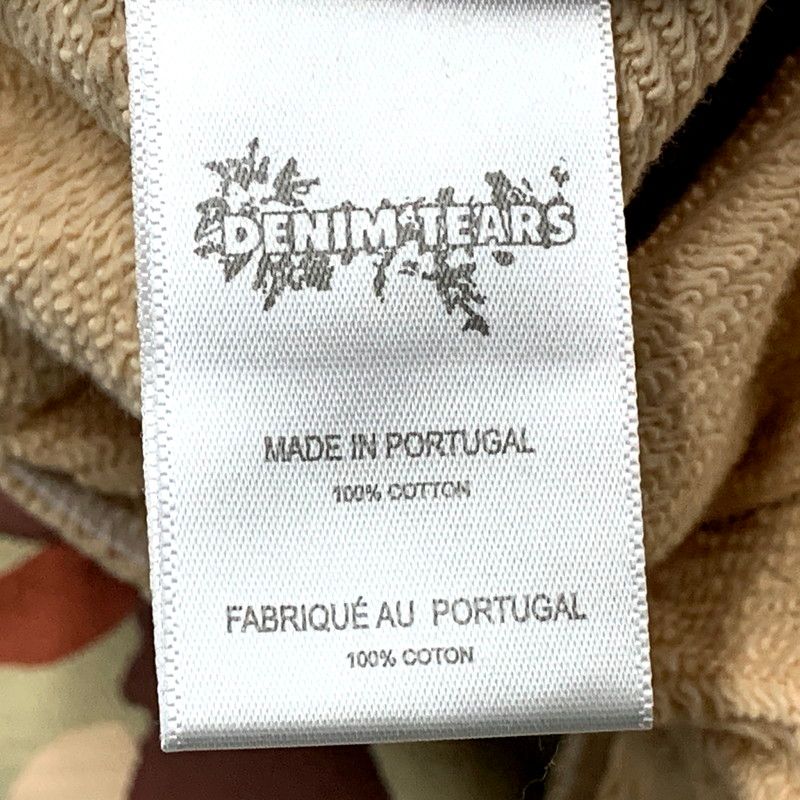 DENIM TEARS
MADE IN PORTUGAL
100% COTTON
FABRIQUÉ AU PORTUGAL
100% COTON